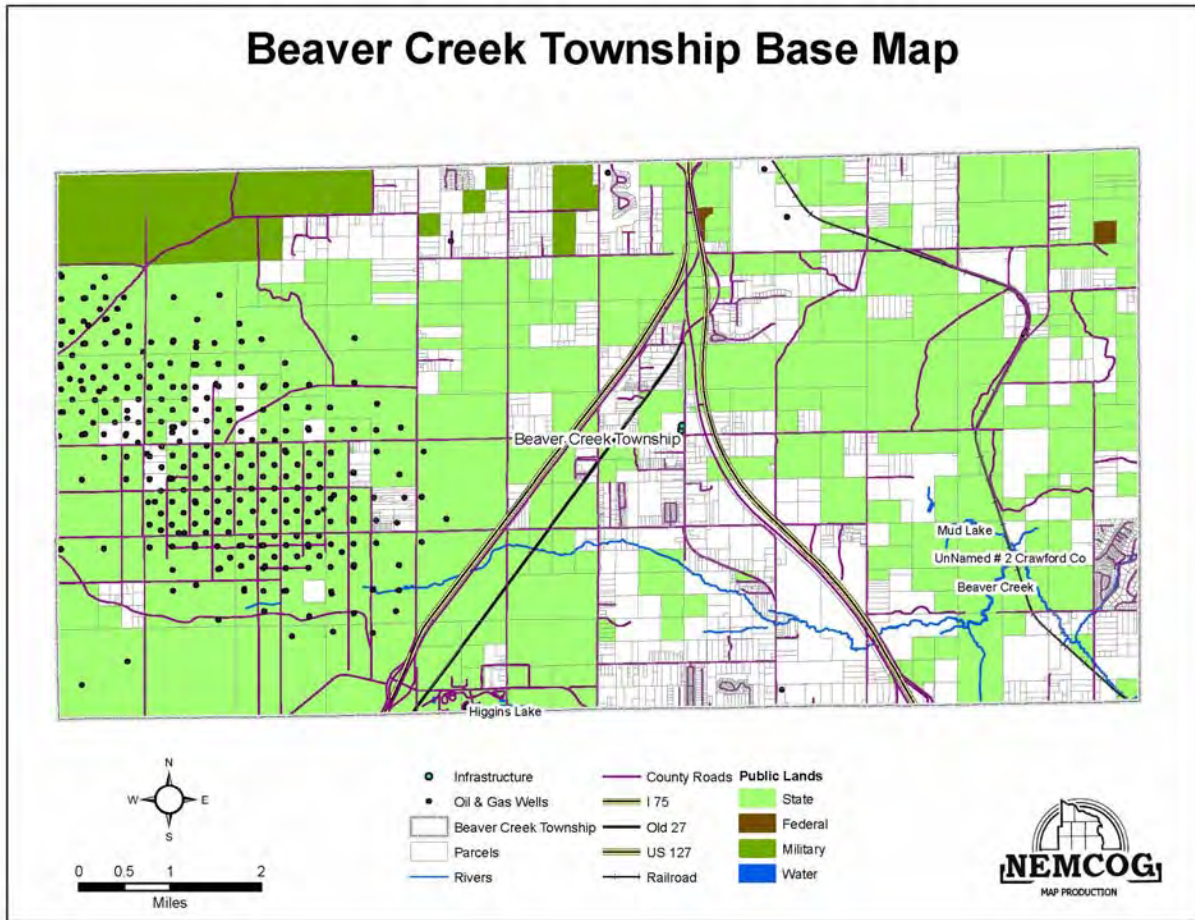 Beaver Creek Township Base Map
Beaver Creek Township
Mud Lake
UnNamed # 2 Crawford Co
Beaver Creek
Higgins Lake
N
W
E
S
0 0.5 1 2
Miles
Infrastructure
Oil & Gas Wells
Beaver Creek Township
Parcels
Rivers
County Roads
I 75
Old 27
US 127
Railroad
Public Lands
State
Federal
Military
Water
NEMCOG
MAP PRODUCTION